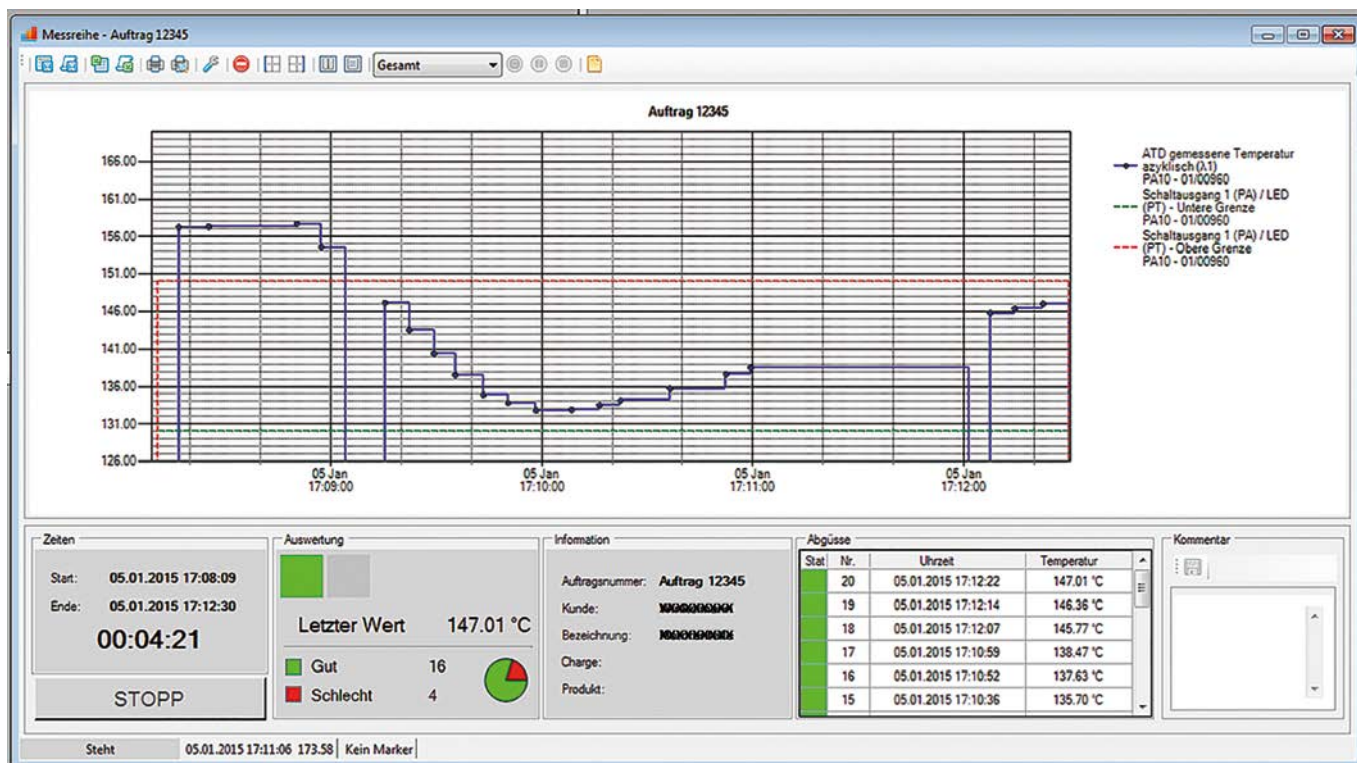 Messreihe - Auftrag 12345
Gesamt
Auftrag 12345
166.00
161.00
156.00
151.00
146.00
141.00
136.00
131.00
126.00
05 Jan
17:09:00
05 Jan
17:10:00
05 Jan
17:11:00
05 Jan
17:12:00
ATD gemessene Temperatur
azyklisch (λ1)
PA10 - 01/00960
Schaltausgang 1 (PA) / LED
(PT) - Untere Grenze
PA10 - 01/00960
Schaltausgang 1 (PA) / LED
(PT) - Obere Grenze
PA10 - 01/00960
Zeiten
Start: 05.01.2015 17:08:09
Ende: 05.01.2015 17:12:30
00:04:21
STOPP
Auswertung
Letzter Wert 147.01 °C
Gut 16
Schlecht 4
Information
Auftragsnummer: Auftrag 12345
Kunde:
Bezeichnung:
Charge:
Produkt:
Abgüsse
Stat Nr. Uhrzeit Temperatur
20 05.01.2015 17:12:22 147.01 °C
19 05.01.2015 17:12:14 146.36 °C
18 05.01.2015 17:12:07 145.77 °C
17 05.01.2015 17:10:59 138.47 °C
16 05.01.2015 17:10:52 137.63 °C
15 05.01.2015 17:10:36 135.70 °C
Kommentar
Steht 05.01.2015 17:11:06 173.58 Kein Marker